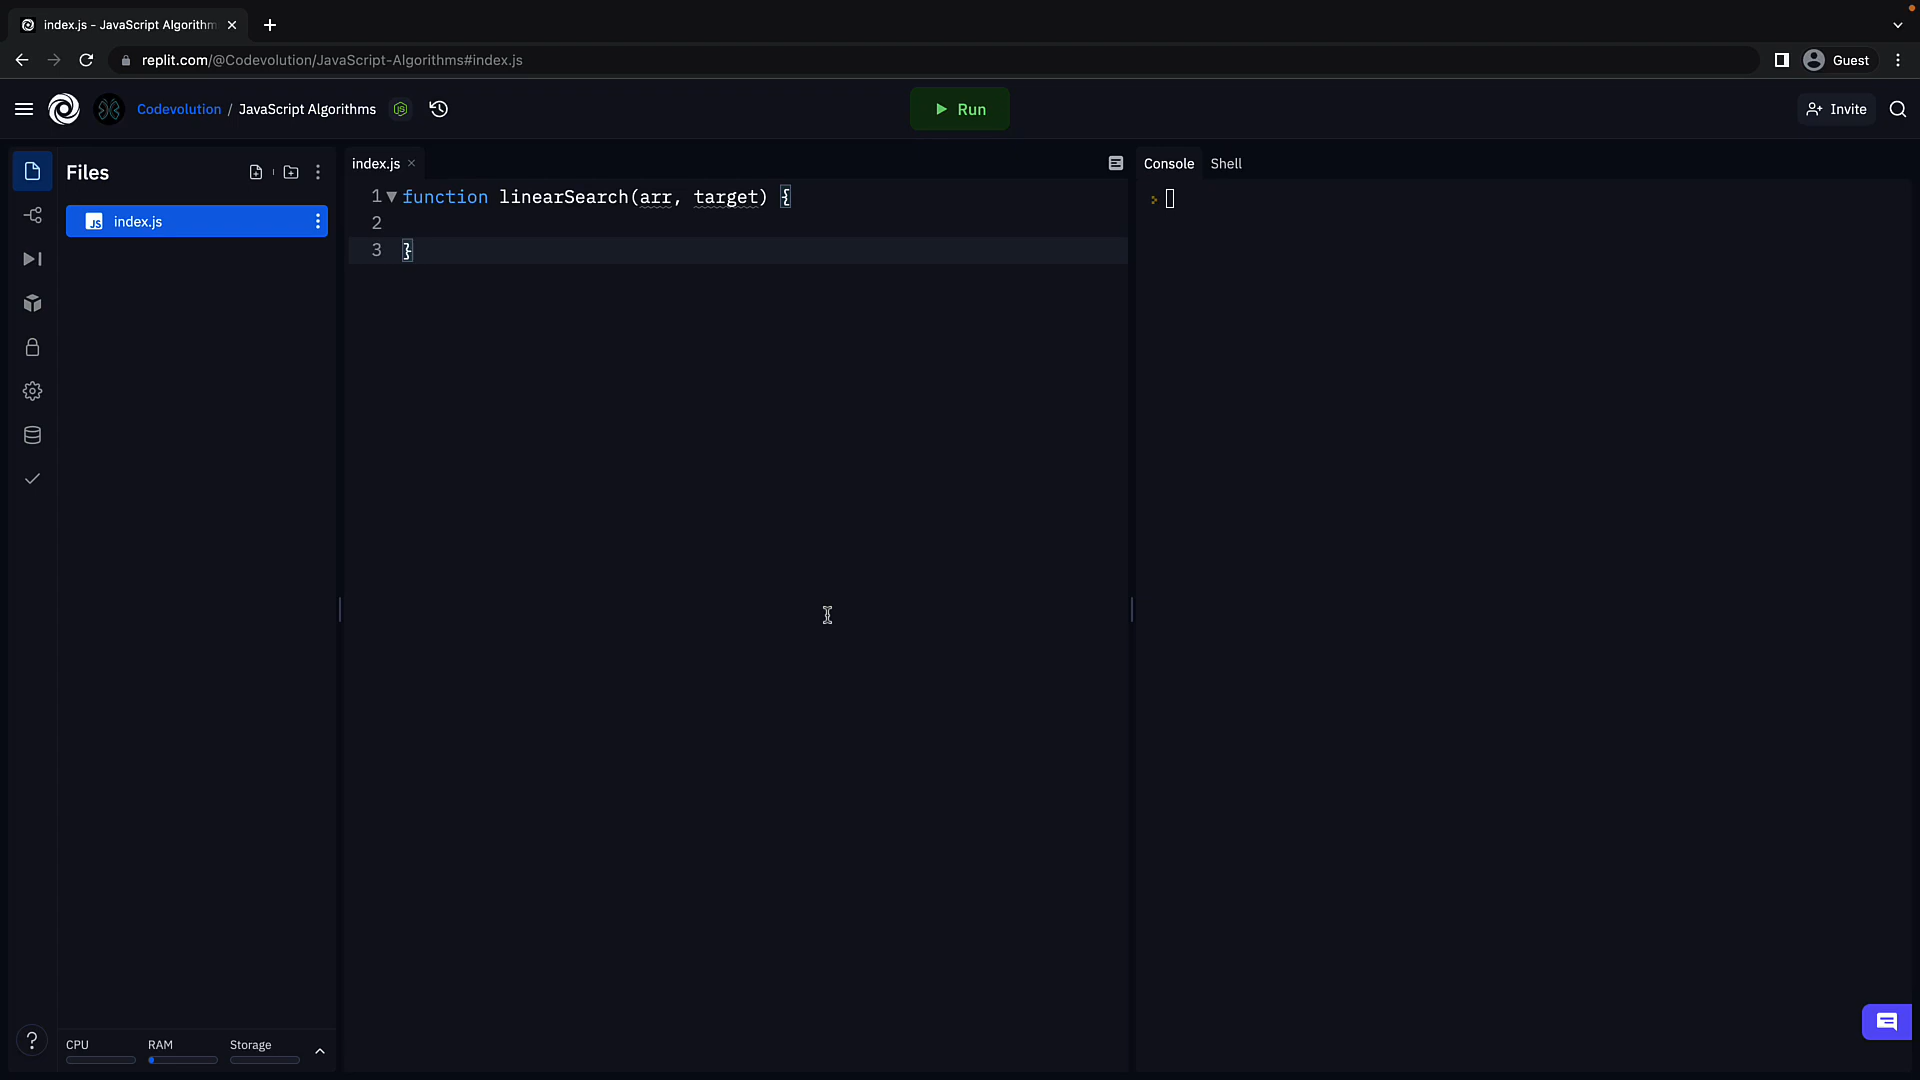 index.js - JavaScript Algorithm
replit.com/@Codevolution/JavaScript-Algorithms#index.js
Guest
Codevolution / JavaScript Algorithms
Run
Invite
Files
index.js
Console
Shell
JS index.js
1 function linearSearch(arr, target) {
2
3 }
?
CPU
RAM
Storage